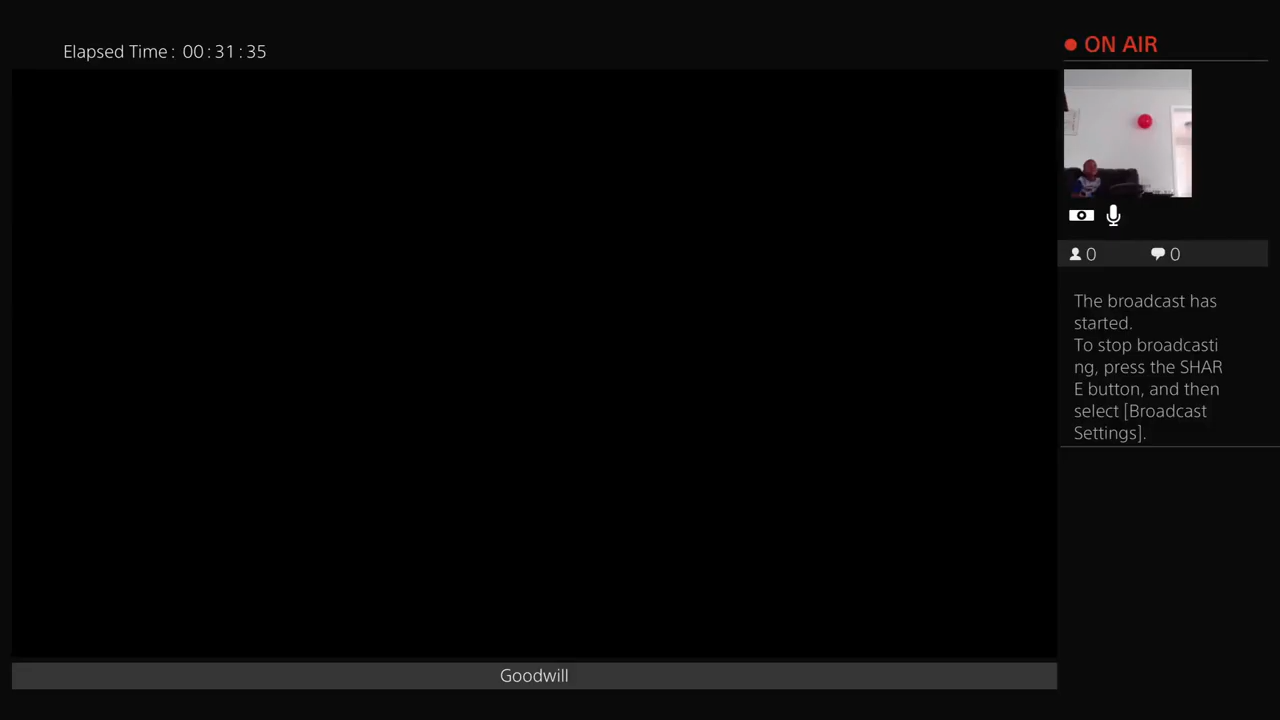 Elapsed Time : 00 : 31 : 35
ON AIR
0 0
The broadcast has
started.
To stop broadcasti
ng, press the SHAR
E button, and then
select [Broadcast
Settings].
Goodwill